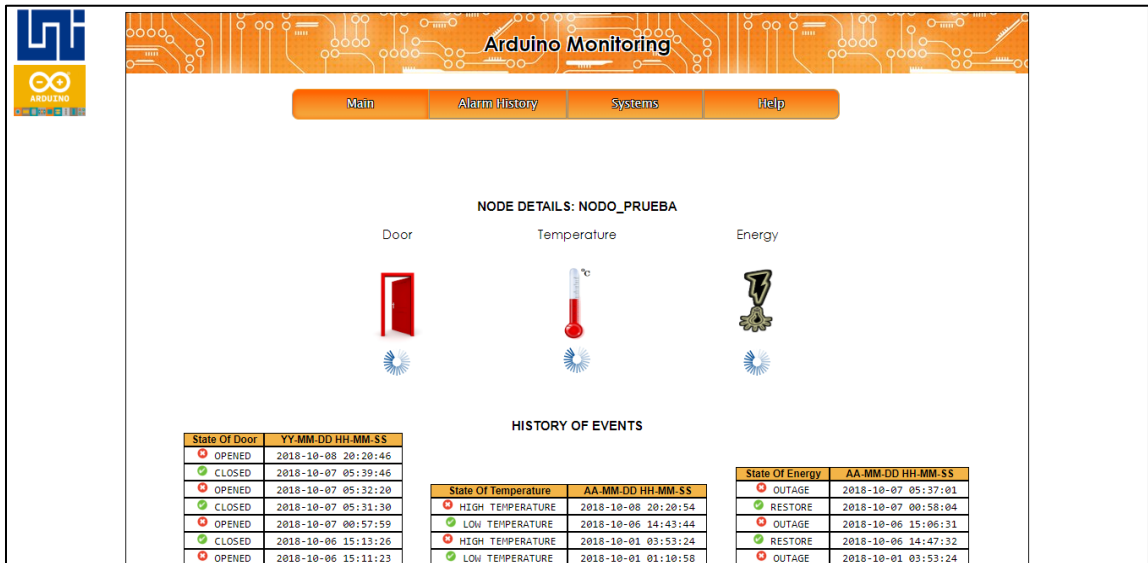 uni
Arduino Monitoring
ARDUINO
Main Alarm History Systems Help
NODE DETAILS: NODO_PRUEBA
Door Temperature Energy
°c
HISTORY OF EVENTS
State Of Door YY-MM-DD HH-MM-SS
OPENED 2018-10-08 20:20:46
CLOSED 2018-10-07 05:39:46
OPENED 2018-10-07 05:32:20
CLOSED 2018-10-07 05:31:30
OPENED 2018-10-07 00:57:59
CLOSED 2018-10-06 15:13:26
OPENED 2018-10-06 15:11:23
State Of Temperature AA-MM-DD HH-MM-SS
HIGH TEMPERATURE 2018-10-08 20:20:54
LOW TEMPERATURE 2018-10-06 14:43:44
HIGH TEMPERATURE 2018-10-01 03:53:24
LOW TEMPERATURE 2018-10-01 01:10:58
State Of Energy AA-MM-DD HH-MM-SS
OUTAGE 2018-10-07 05:37:01
RESTORE 2018-10-07 00:58:04
OUTAGE 2018-10-06 15:06:31
RESTORE 2018-10-06 14:47:32
OUTAGE 2018-10-01 03:53:24